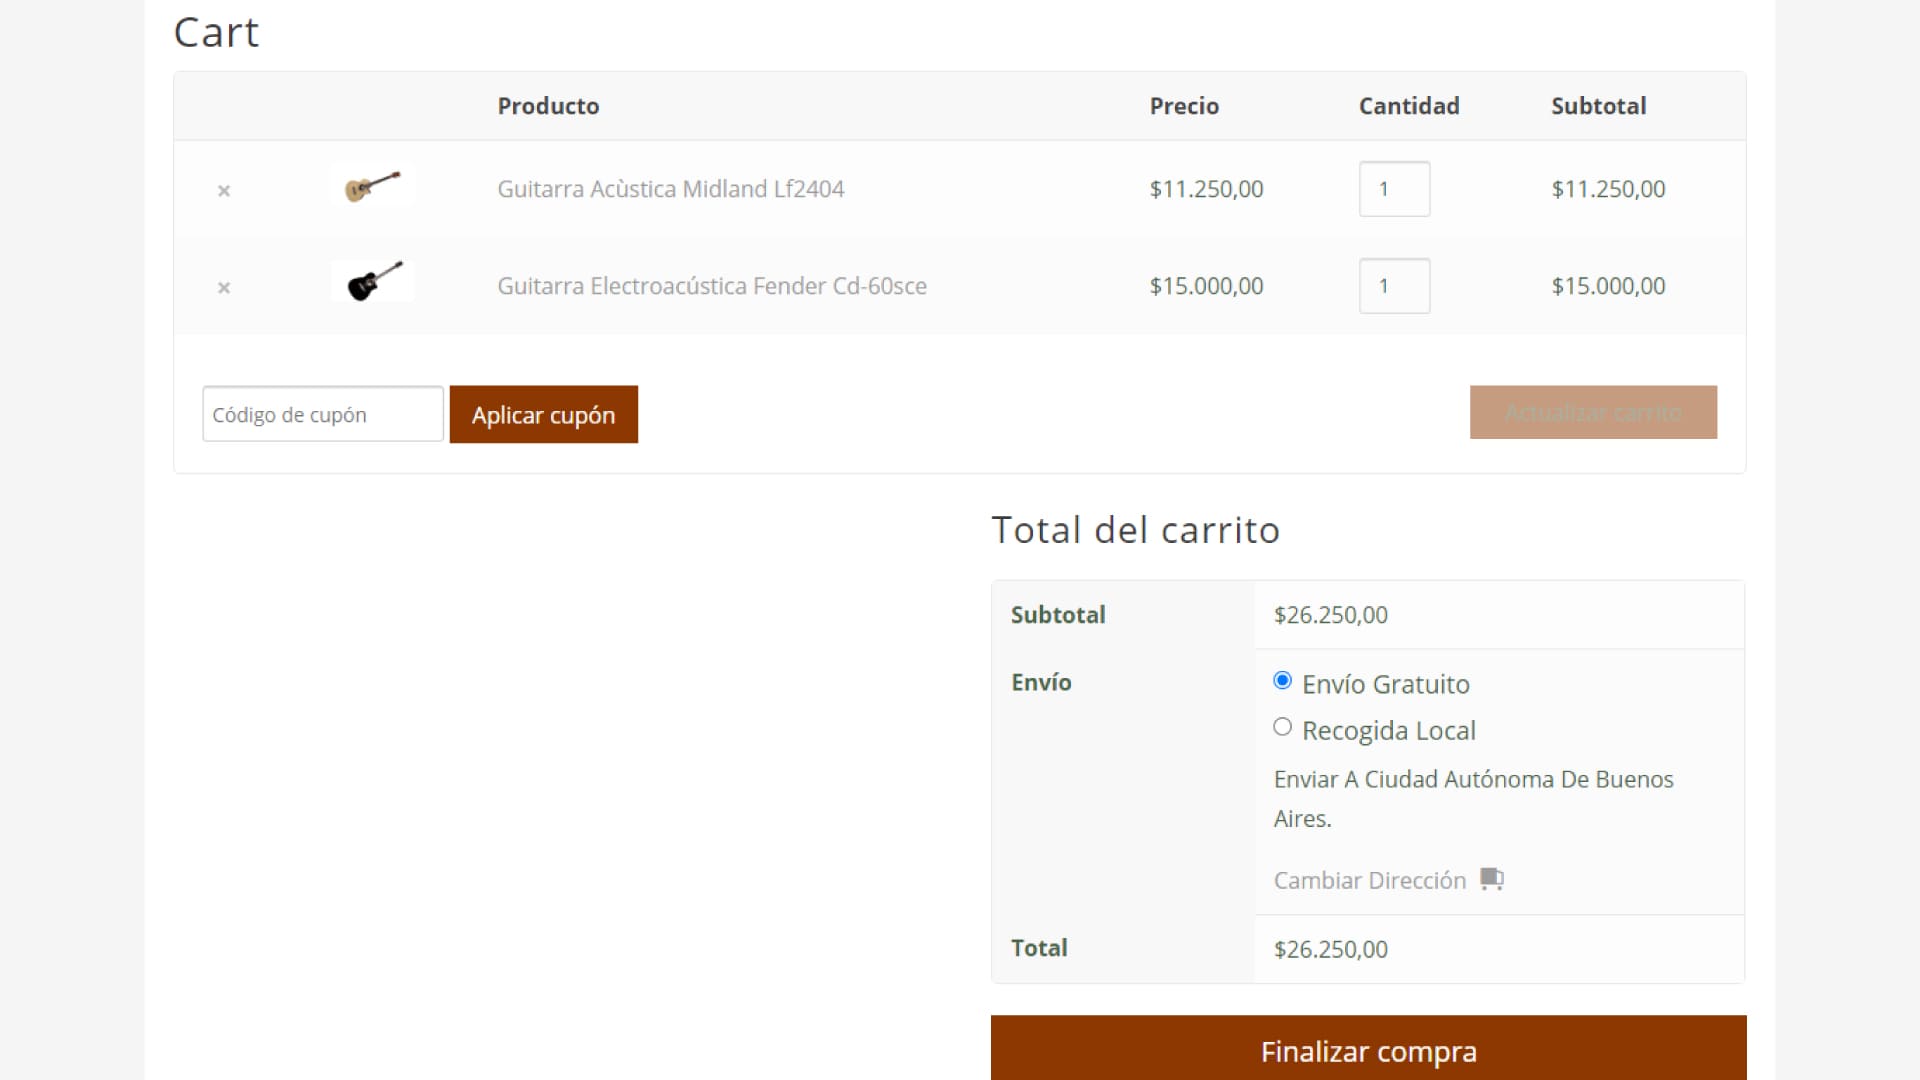 Cart
Producto Precio Cantidad Subtotal
× Guitarra Acùstica Midland Lf2404 $11.250,00 1 $11.250,00
× Guitarra Electroacústica Fender Cd-60sce $15.000,00 1 $15.000,00
Código de cupón Aplicar cupón Actualizar carrito
Total del carrito
Subtotal $26.250,00
Envío Envío Gratuito
Recogida Local
Enviar A Ciudad Autónoma De Buenos
Aires.
Cambiar Dirección
Total $26.250,00
Finalizar compra